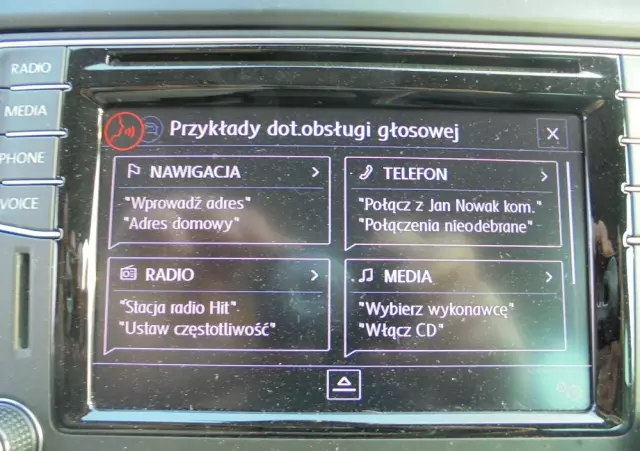 RADIO
MEDIA
PHONE
VOICE
Przykłady dot.obsługi głosowej
NAWIGACJA
"Wprowadź adres"
"Adres domowy"
TELEFON
"Połącz z Jan Nowak kom."
"Połączenia nieodebrane"
RADIO
"Stacja radio Hit"
"Ustaw częstotliwość"
MEDIA
"Wybierz wykonawcę"
"Włącz CD"